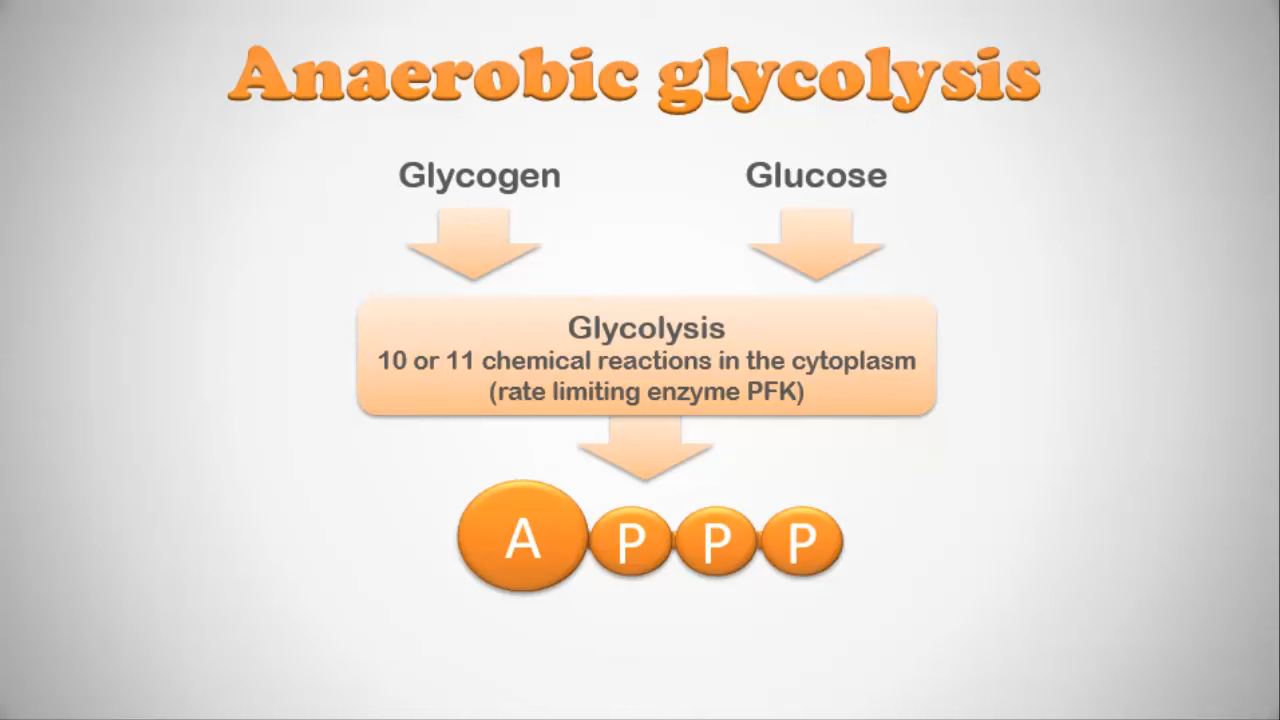 Anaerobic glycolysis
Glycogen
Glucose
Glycolysis
10 or 11 chemical reactions in the cytoplasm
(rate limiting enzyme PFK)
A P P P